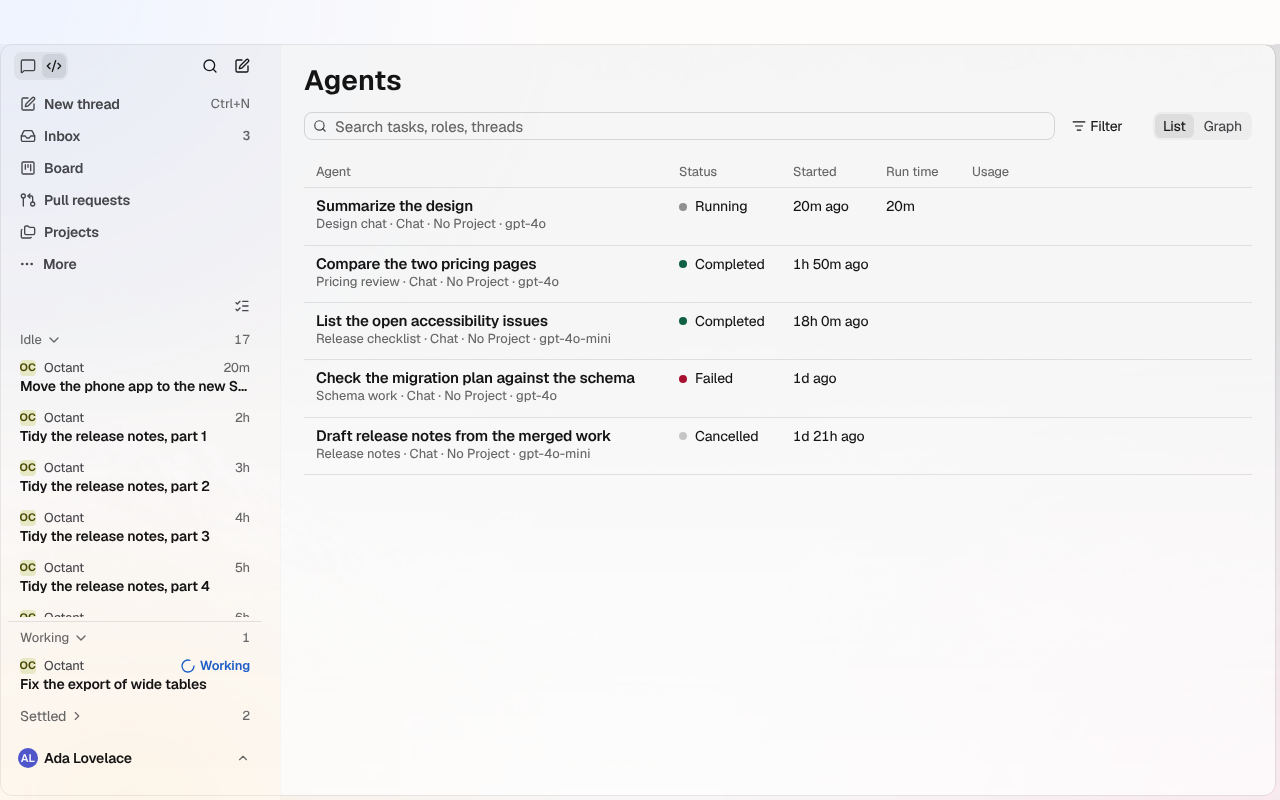 New thread Ctrl+N
Inbox 3
Board
Pull requests
Projects
More
Idle 17
OC Octant 20m
Move the phone app to the new S...
OC Octant 2h
Tidy the release notes, part 1
OC Octant 3h
Tidy the release notes, part 2
OC Octant 4h
Tidy the release notes, part 3
OC Octant 5h
Tidy the release notes, part 4
OC Octant 6h
Working 1
OC Octant Working
Fix the export of wide tables
Settled 2
AL Ada Lovelace
Agents
Search tasks, roles, threads Filter List Graph
Agent Status Started Run time Usage
Summarize the design Running 20m ago 20m
Design chat · Chat · No Project · gpt-4o
Compare the two pricing pages Completed 1h 50m ago
Pricing review · Chat · No Project · gpt-4o
List the open accessibility issues Completed 18h 0m ago
Release checklist · Chat · No Project · gpt-4o-mini
Check the migration plan against the schema Failed 1d ago
Schema work · Chat · No Project · gpt-4o
Draft release notes from the merged work Cancelled 1d 21h ago
Release notes · Chat · No Project · gpt-4o-mini